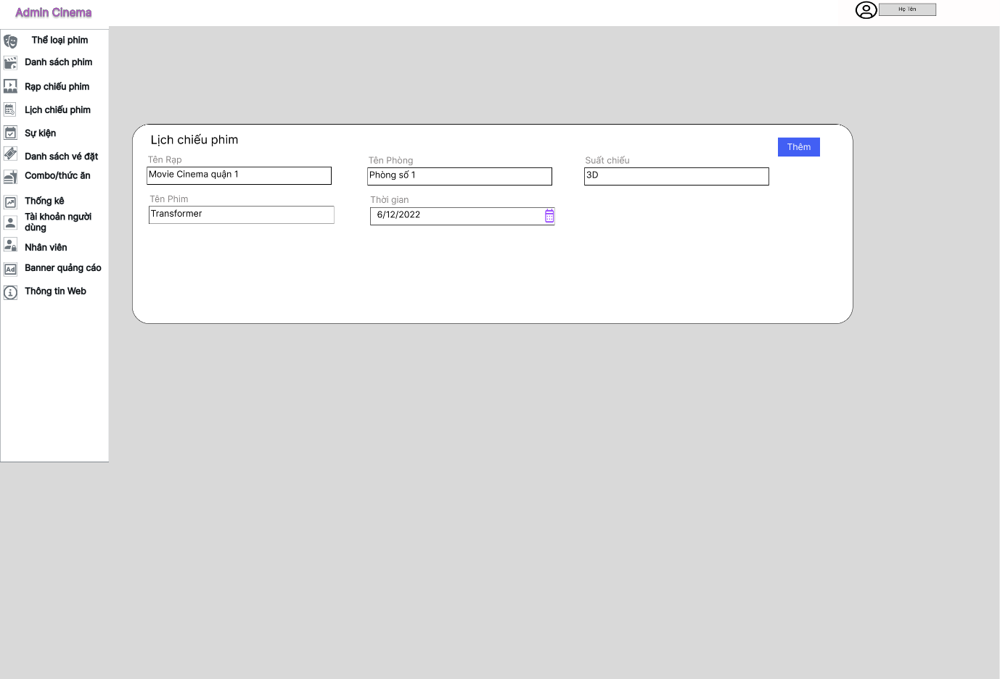 Admin Cinema
Họ Tên
Thể loại phim
Danh sách phim
Rạp chiếu phim
Lịch chiếu phim
Sự kiện
Danh sách vé đặt
Combo/thức ăn
Thống kê
Tài khoản người
dùng
Nhân viên
Ad
Banner quảng cáo
Thông tin Web
Lịch chiếu phim
Thêm
Tên Rạp
Tên Phòng
Suất chiếu
Movie Cinema quận 1
Phòng số 1
3D
Tên Phim
Thời gian
Transformer
6/12/2022